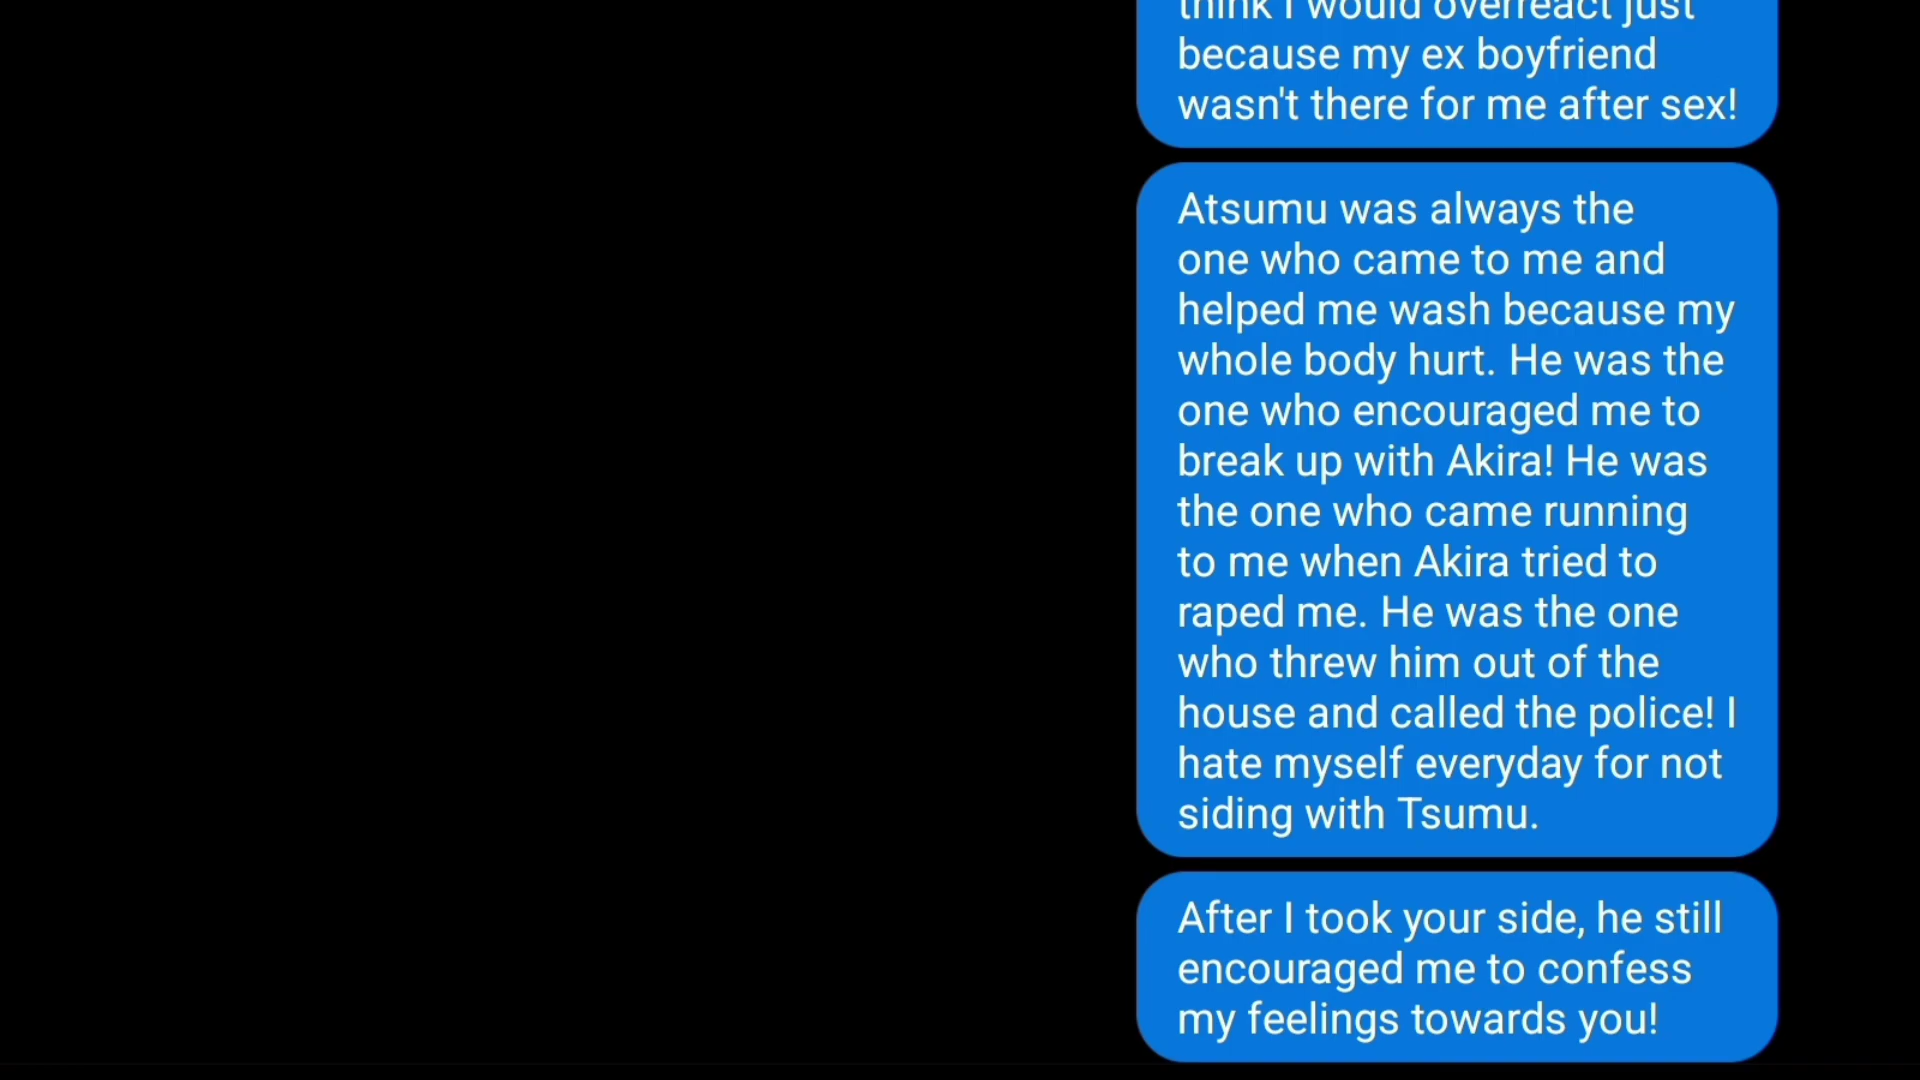 think I would overreact just
because my ex boyfriend
wasn't there for me after sex!
Atsumu was always the
one who came to me and
helped me wash because my
whole body hurt. He was the
one who encouraged me to
break up with Akira! He was
the one who came running
to me when Akira tried to
raped me. He was the one
who threw him out of the
house and called the police! I
hate myself everyday for not
siding with Tsumu.
After I took your side, he still
encouraged me to confess
my feelings towards you!